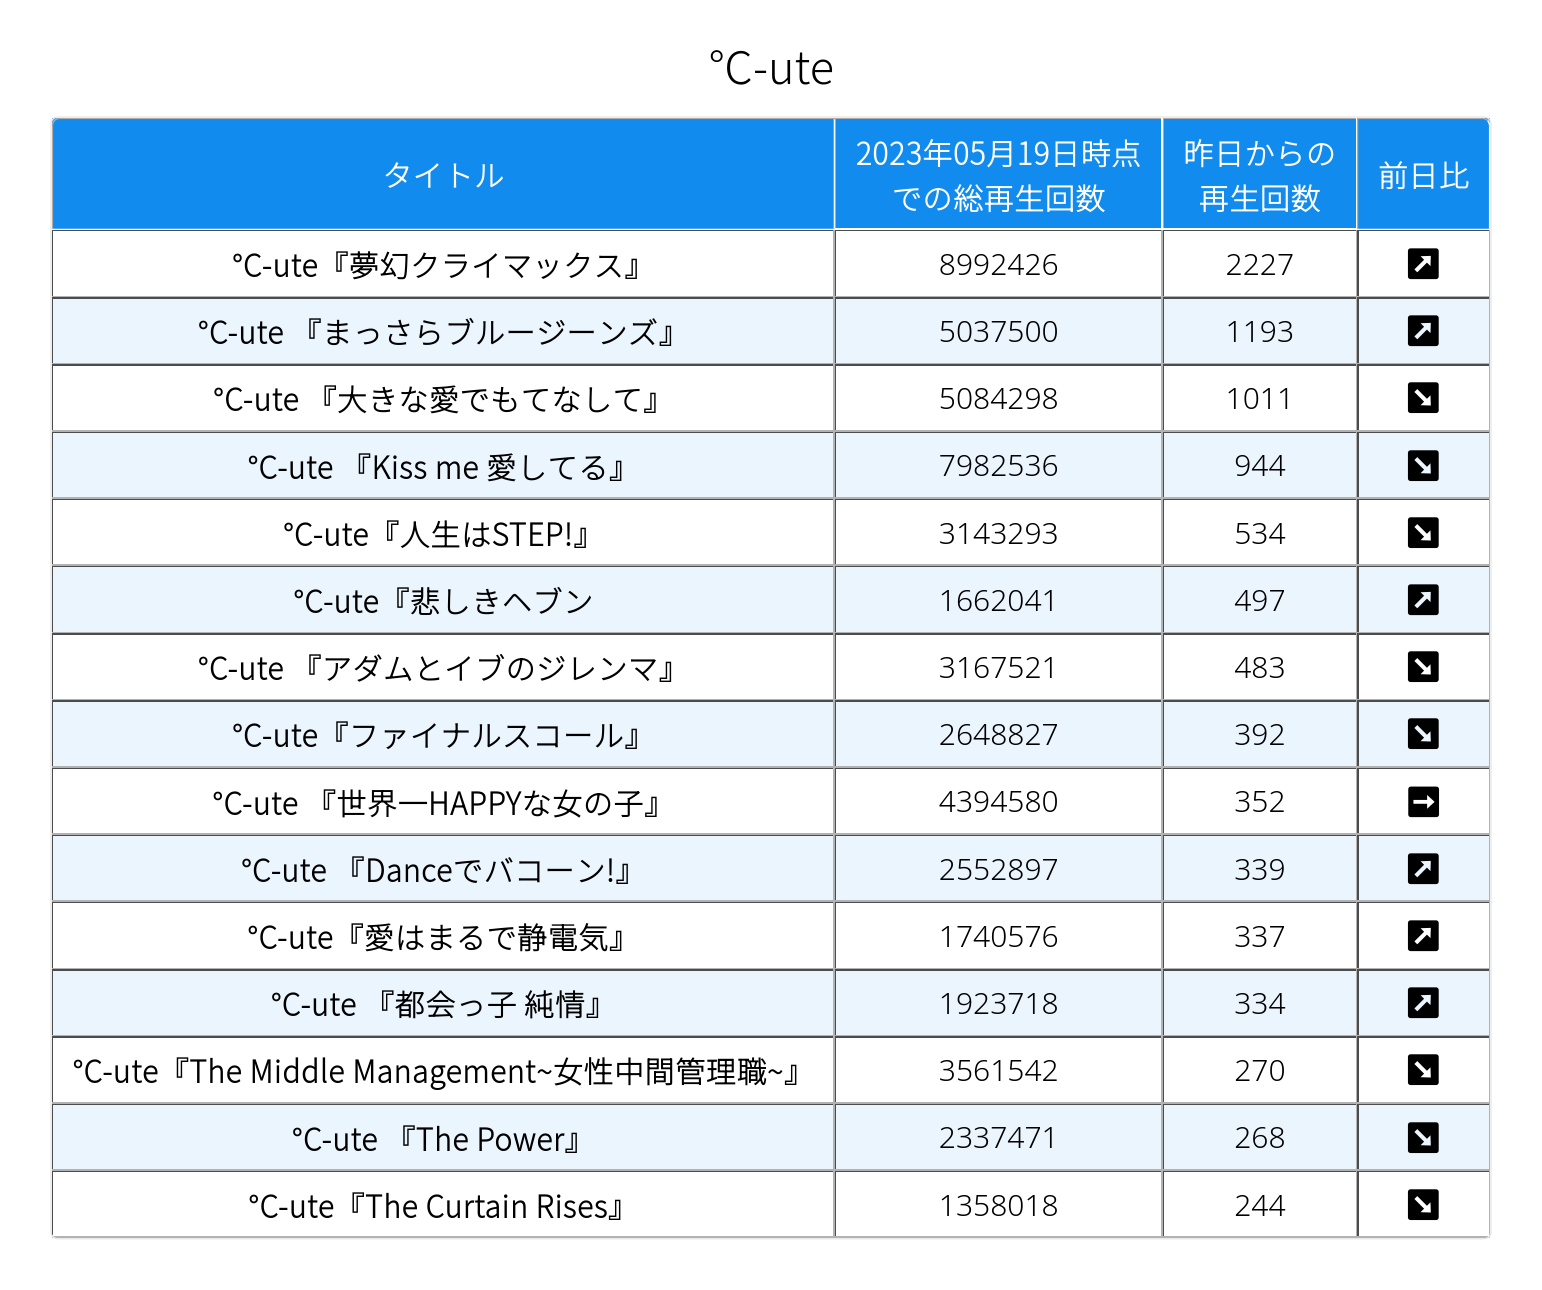 ℃-ute
タイトル
2023年05月19日時点
での総再生回数
昨日からの
再生回数
前日比
℃-ute『夢幻クライマックス』 8992426 2227 ↗
℃-ute 『まっさらブルージーンズ』 5037500 1193 ↗
℃-ute 『大きな愛でもてなして』 5084298 1011 ↘
℃-ute 『Kiss me 愛してる』 7982536 944 ↘
℃-ute『人生はSTEP!』 3143293 534 ↘
℃-ute『悲しきヘブン 1662041 497 ↗
℃-ute 『アダムとイブのジレンマ』 3167521 483 ↘
℃-ute『ファイナルスコール』 2648827 392 ↘
℃-ute 『世界一HAPPYな女の子』 4394580 352 →
℃-ute 『Danceでバコーン!』 2552897 339 ↗
℃-ute『愛はまるで静電気』 1740576 337 ↗
℃-ute 『都会っ子 純情』 1923718 334 ↗
℃-ute『The Middle Management~女性中間管理職~』 3561542 270 ↘
℃-ute 『The Power』 2337471 268 ↘
℃-ute『The Curtain Rises』 1358018 244 ↘